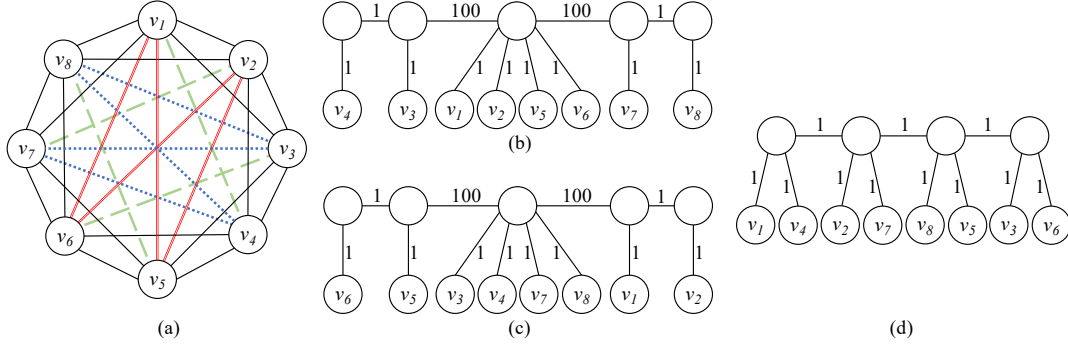 v1
v8 v2
v7 v3
v6 v4
v5
(a)
1 100 100 1
1 1 1 1 1 1 1 1
v4 v3 v1 v2 v5 v6 v7 v8
(b)
1 100 100 1
1 1 1 1 1 1 1 1
v6 v5 v3 v4 v7 v8 v1 v2
(c)
1 1 1
1 1 1 1 1 1 1 1
v1 v4 v2 v7 v8 v5 v3 v6
(d)